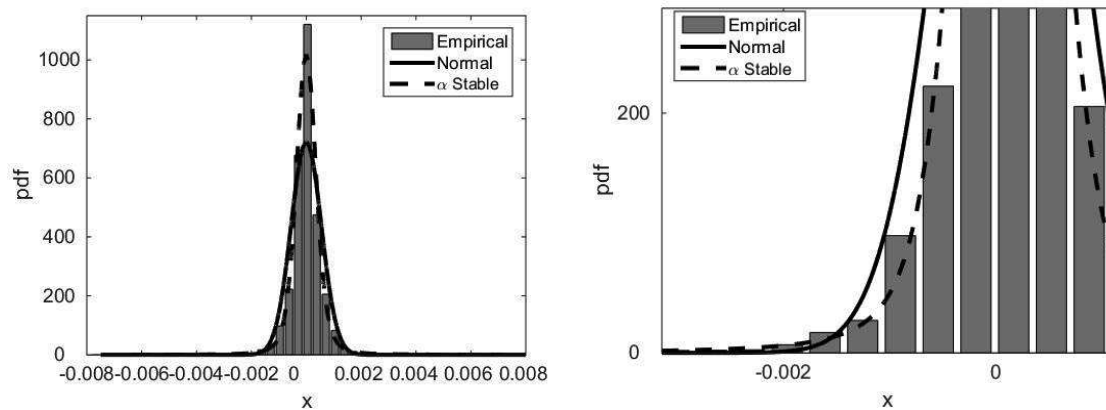 1000
800
600
400
200
0
pdf
-0.008 -0.006 -0.004 -0.002 0 0.002 0.004 0.006 0.008
x
Empirical
Normal
α Stable
200
0
pdf
-0.002 0
x
Empirical
Normal
α Stable